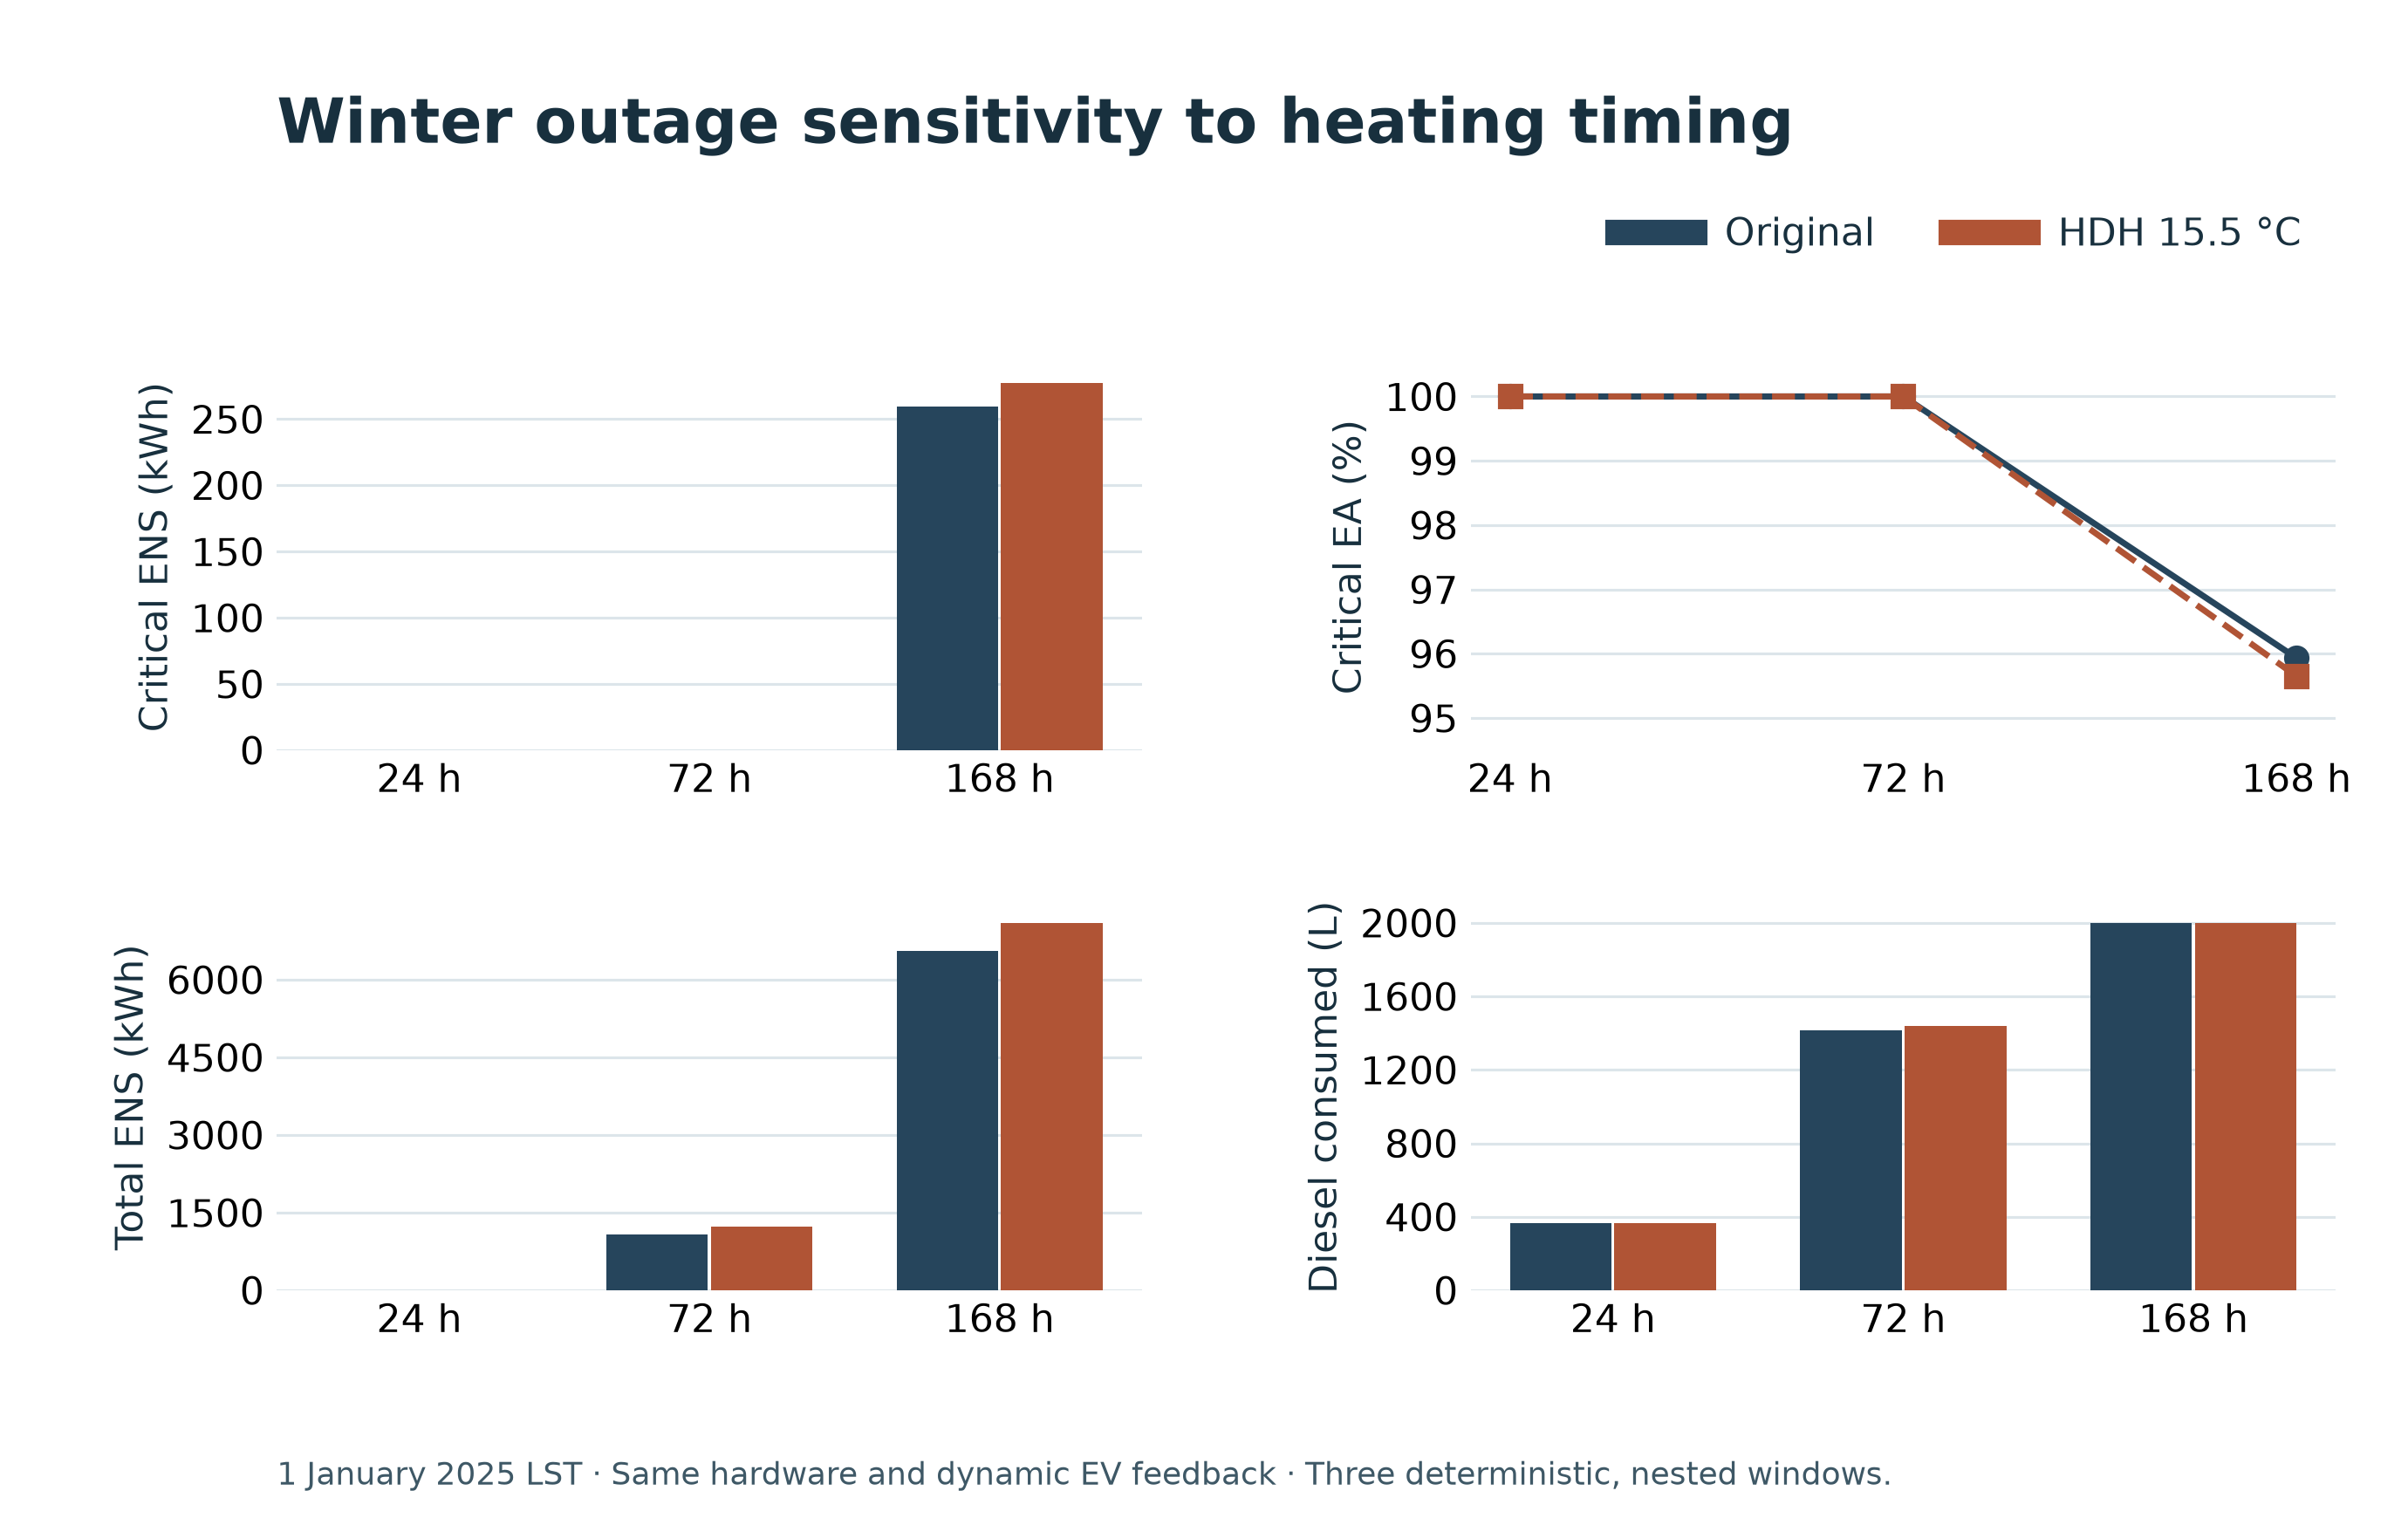 Winter outage sensitivity to heating timing
Original
HDH 15.5 °C
Critical ENS (kWh)
250
200
150
100
50
0
24 h
72 h
168 h
Critical EA (%)
100
99
98
97
96
95
24 h
72 h
168 h
Total ENS (kWh)
6000
4500
3000
1500
0
24 h
72 h
168 h
Diesel consumed (L)
2000
1600
1200
800
400
0
24 h
72 h
168 h
1 January 2025 LST · Same hardware and dynamic EV feedback · Three deterministic, nested windows.